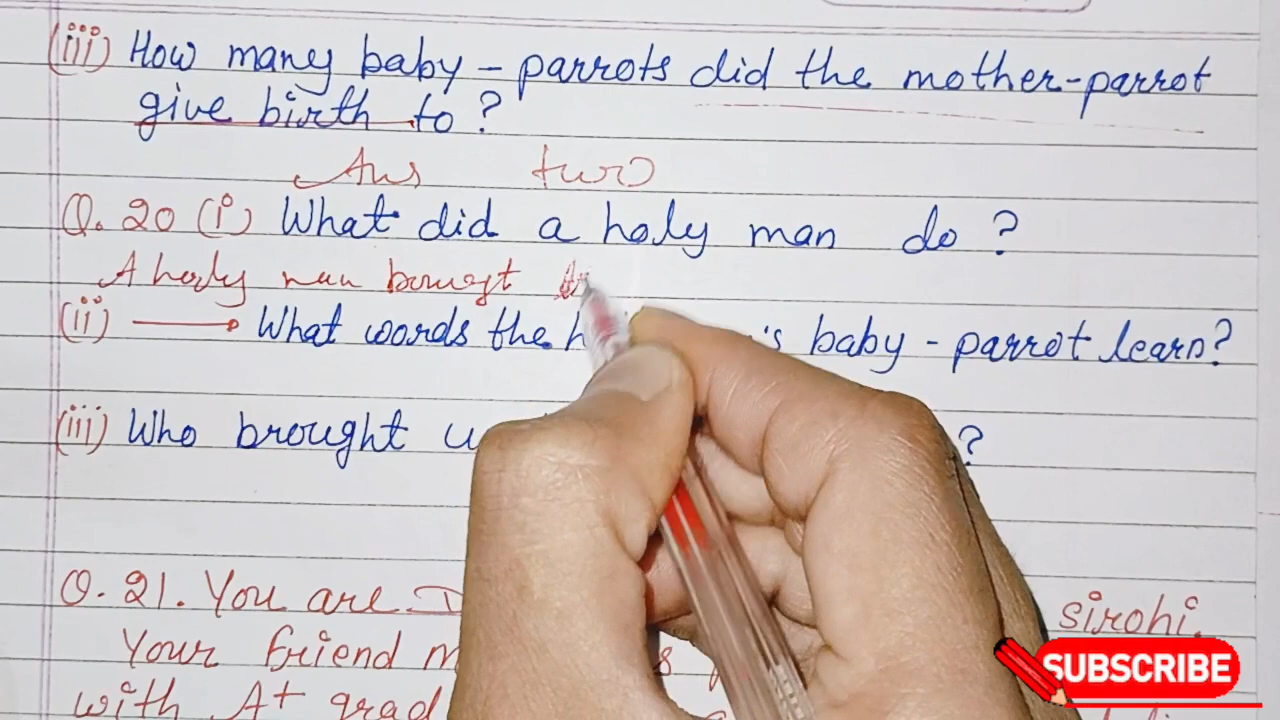 (iii) How many baby - parrots did the mother-parrot
give birth to ?
Ans two
Q. 20 (i) What did a holy man do ?
A holy man
(ii) What words the baby - parrot learn?
(iii) Who brought ?
Q. 21. You are sirohi.
Your friend
with A+
SUBSCRIBE